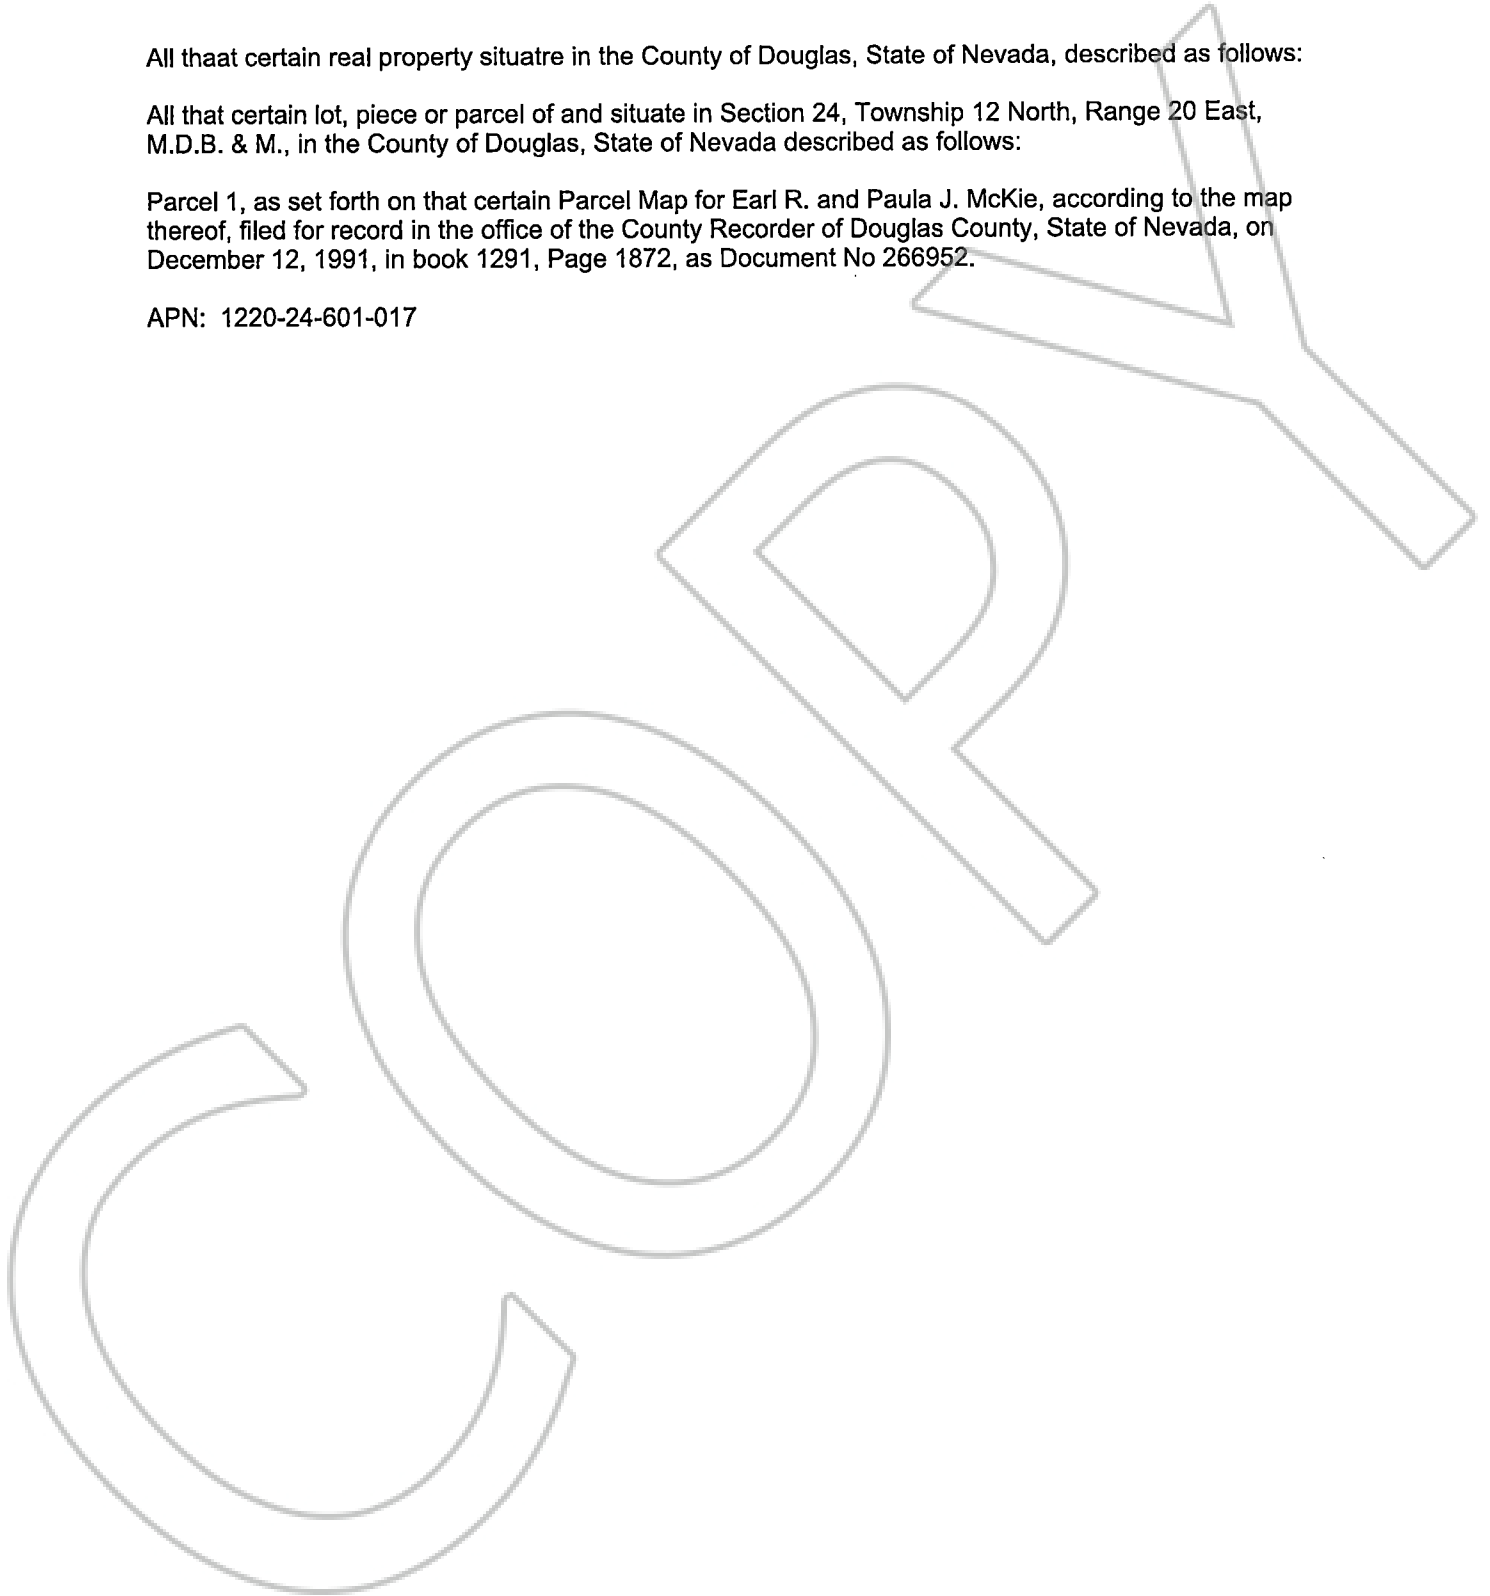 All thaat certain real property situatre in the County of Douglas, State of Nevada, described as follows:
All that certain lot, piece or parcel of and situate in Section 24, Township 12 North, Range 20 East,
M.D.B. & M., in the County of Douglas, State of Nevada described as follows:
Parcel 1, as set forth on that certain Parcel Map for Earl R. and Paula J. McKie, according to the map
thereof, filed for record in the office of the County Recorder of Douglas County, State of Nevada, on
December 12, 1991, in book 1291, Page 1872, as Document No 266952.
APN:  1220-24-601-017
COPY